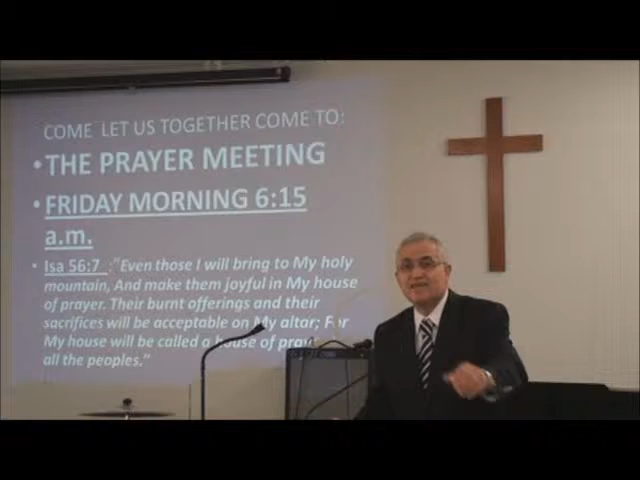 COME LET US TOGETHER COME TO:
•THE PRAYER MEETING
•FRIDAY MORNING 6:15
a.m.
• Isa 56:7 :"Even those I will bring to My holy
mountain, And make them joyful in My house
of prayer. Their burnt offerings and their
sacrifices will be acceptable on My altar; For
My house will be called a house of
all the peoples."